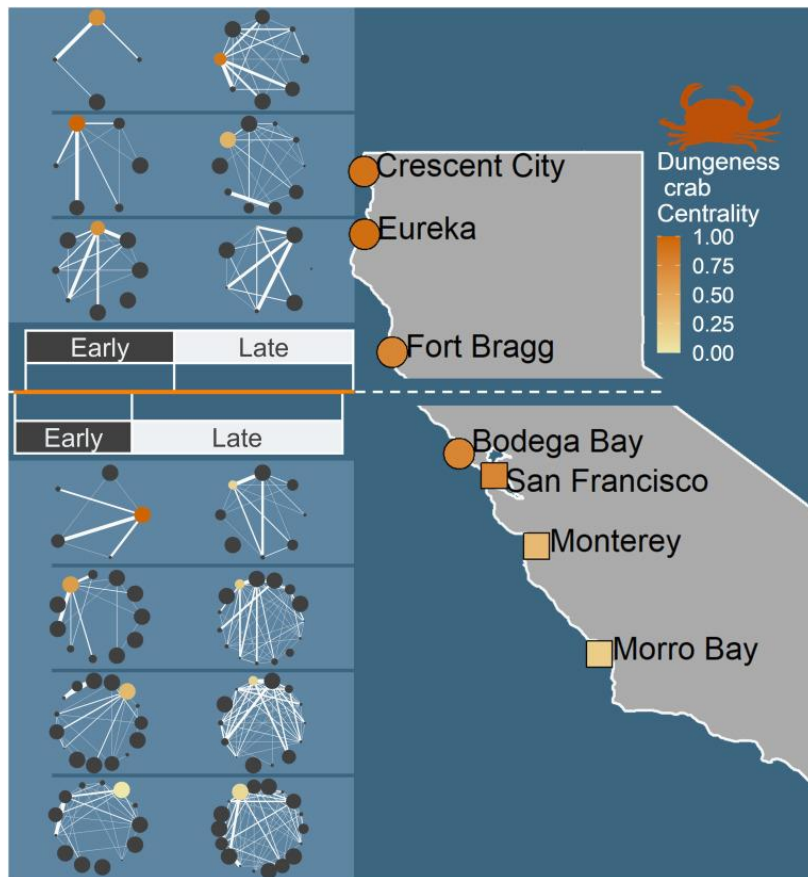 Crescent City
Dungeness
crab
Centrality
1.00
0.75
0.50
0.25
0.00
Eureka
Fort Bragg
Early
Late
Early
Late
Bodega Bay
San Francisco
Monterey
Morro Bay